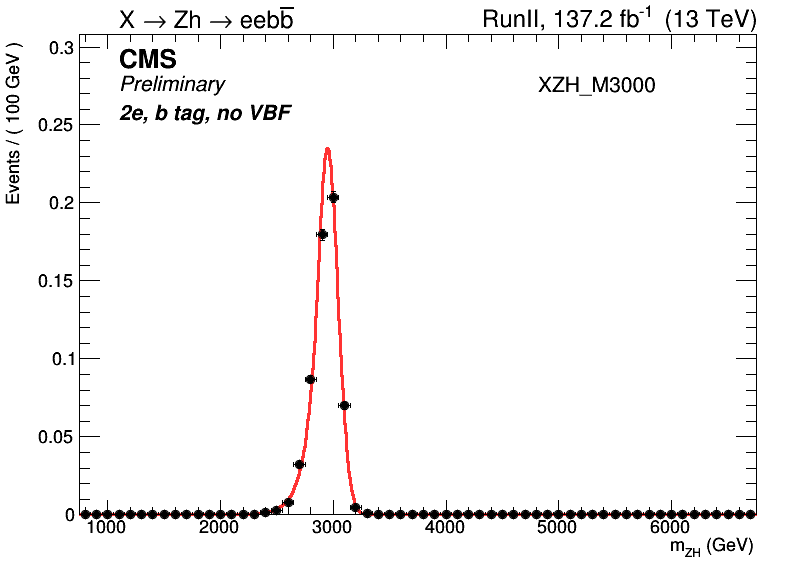 X → Zh → eebb̅ RunII, 137.2 fb⁻¹ (13 TeV)
CMS
Preliminary
XZH_M3000
2e, b tag, no VBF
Events / ( 100 GeV )
0.3
0.25
0.2
0.15
0.1
0.05
0
1000 2000 3000 4000 5000 6000
m_ZH (GeV)